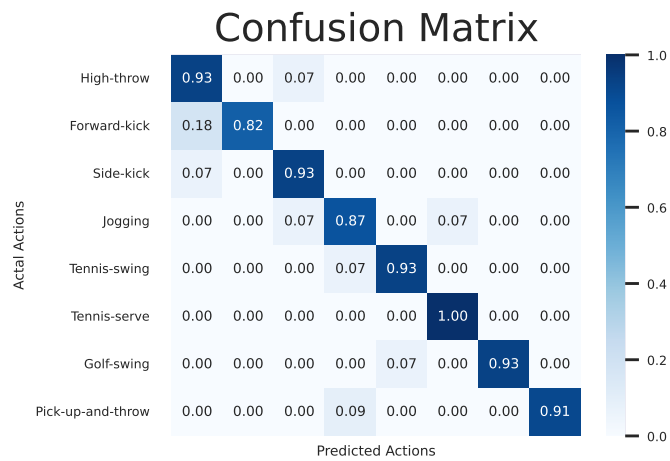 Confusion Matrix
High-throw 0.93 0.00 0.07 0.00 0.00 0.00 0.00 0.00
Forward-kick 0.18 0.82 0.00 0.00 0.00 0.00 0.00 0.00
Side-kick 0.07 0.00 0.93 0.00 0.00 0.00 0.00 0.00
Jogging 0.00 0.00 0.07 0.87 0.00 0.07 0.00 0.00
Tennis-swing 0.00 0.00 0.00 0.07 0.93 0.00 0.00 0.00
Tennis-serve 0.00 0.00 0.00 0.00 0.00 1.00 0.00 0.00
Golf-swing 0.00 0.00 0.00 0.00 0.07 0.00 0.93 0.00
Pick-up-and-throw 0.00 0.00 0.00 0.09 0.00 0.00 0.00 0.91
Actal Actions
Predicted Actions
1.0
0.8
0.6
0.4
0.2
0.0